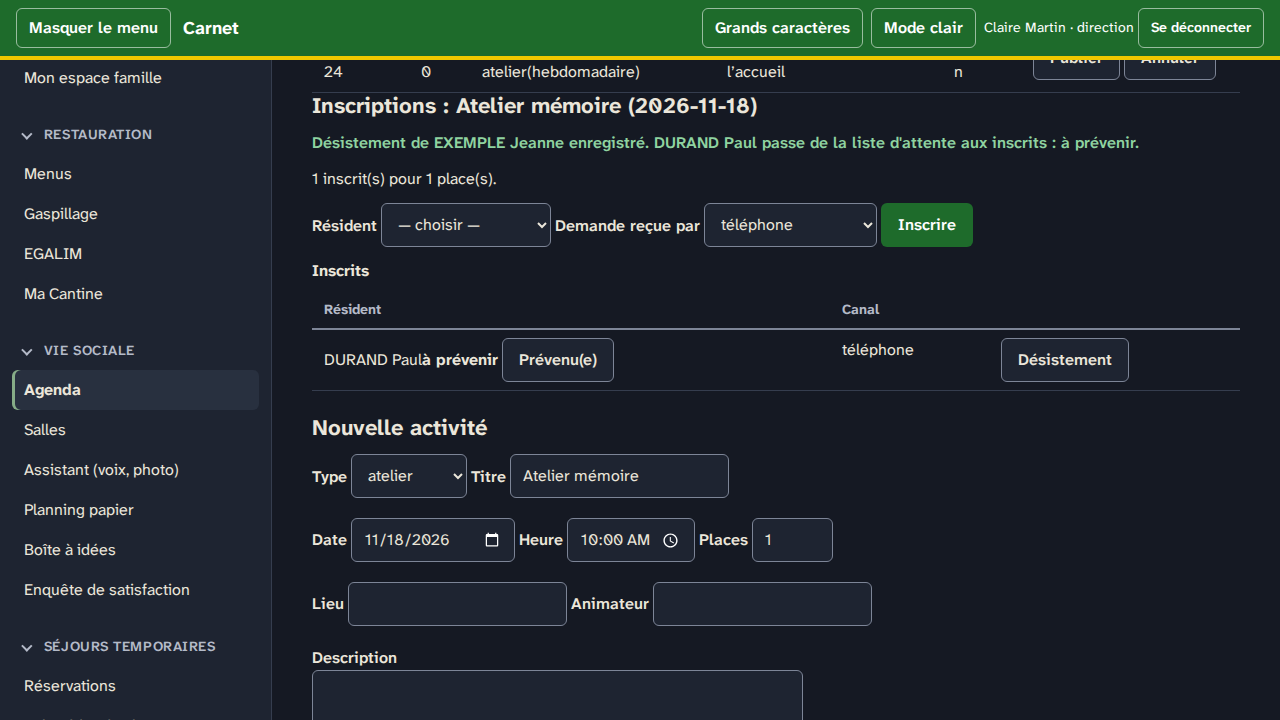 Masquer le menu Carnet Grands caractères Mode clair Claire Martin · direction Se déconnecter
Mon espace famille
RESTAURATION
Menus
Gaspillage
EGALIM
Ma Cantine
VIE SOCIALE
Agenda
Salles
Assistant (voix, photo)
Planning papier
Boîte à idées
Enquête de satisfaction
SÉJOURS TEMPORAIRES
Réservations
Publier Annuler
24 0 atelier(hebdomadaire) l'accueil n
Inscriptions : Atelier mémoire (2026-11-18)
Désistement de EXEMPLE Jeanne enregistré. DURAND Paul passe de la liste d'attente aux inscrits : à prévenir.
1 inscrit(s) pour 1 place(s).
Résident — choisir — Demande reçue par téléphone Inscrire
Inscrits
Résident Canal
DURAND Paulà prévenir Prévenu(e) téléphone Désistement
Nouvelle activité
Type atelier Titre Atelier mémoire
Date 11/18/2026 Heure 10:00 AM Places 1
Lieu Animateur
Description